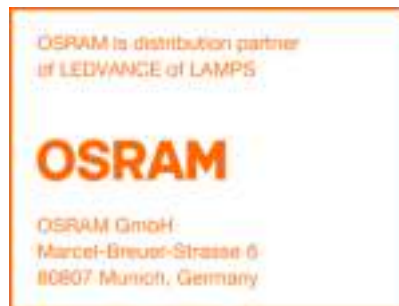 OSRAM is distribution partner
of LEDVANCE of LAMPS
OSRAM
OSRAM GmbH
Marcel-Breuer-Strasse 6
80807 Munich, Germany